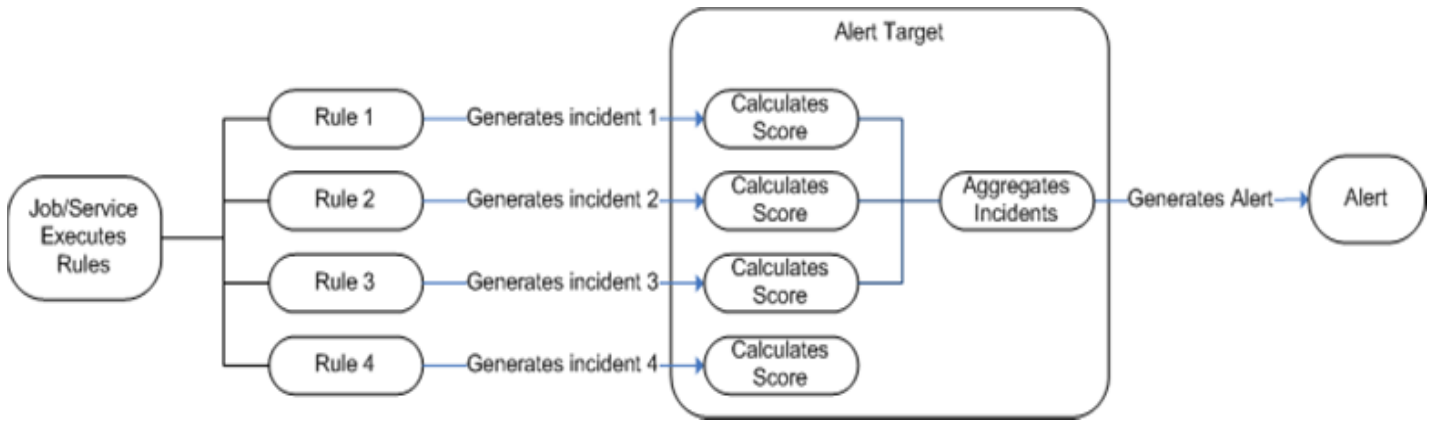 Alert Target
Job/Service
Executes
Rules
Rule 1
Generates incident 1
Calculates
Score
Rule 2
Generates incident 2
Calculates
Score
Rule 3
Generates incident 3
Calculates
Score
Rule 4
Generates incident 4
Calculates
Score
Aggregates
Incidents
Generates Alert
Alert